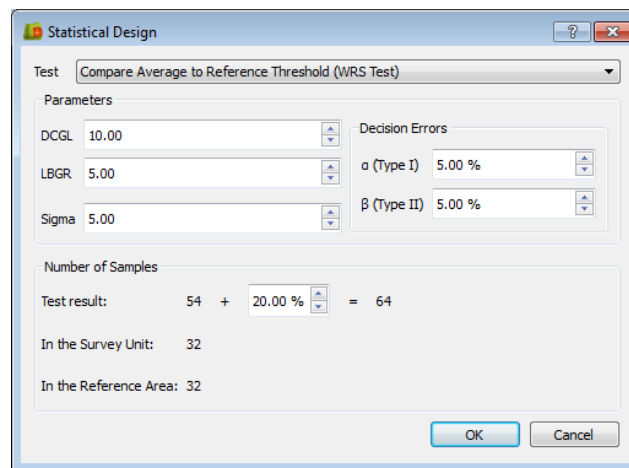 Statistical Design
Test Compare Average to Reference Threshold (WRS Test)
Parameters
DCGL 10.00
LBGR 5.00
Sigma 5.00
Decision Errors
α (Type I) 5.00 %
β (Type II) 5.00 %
Number of Samples
Test result: 54 + 20.00 % = 64
In the Survey Unit: 32
In the Reference Area: 32
OK Cancel